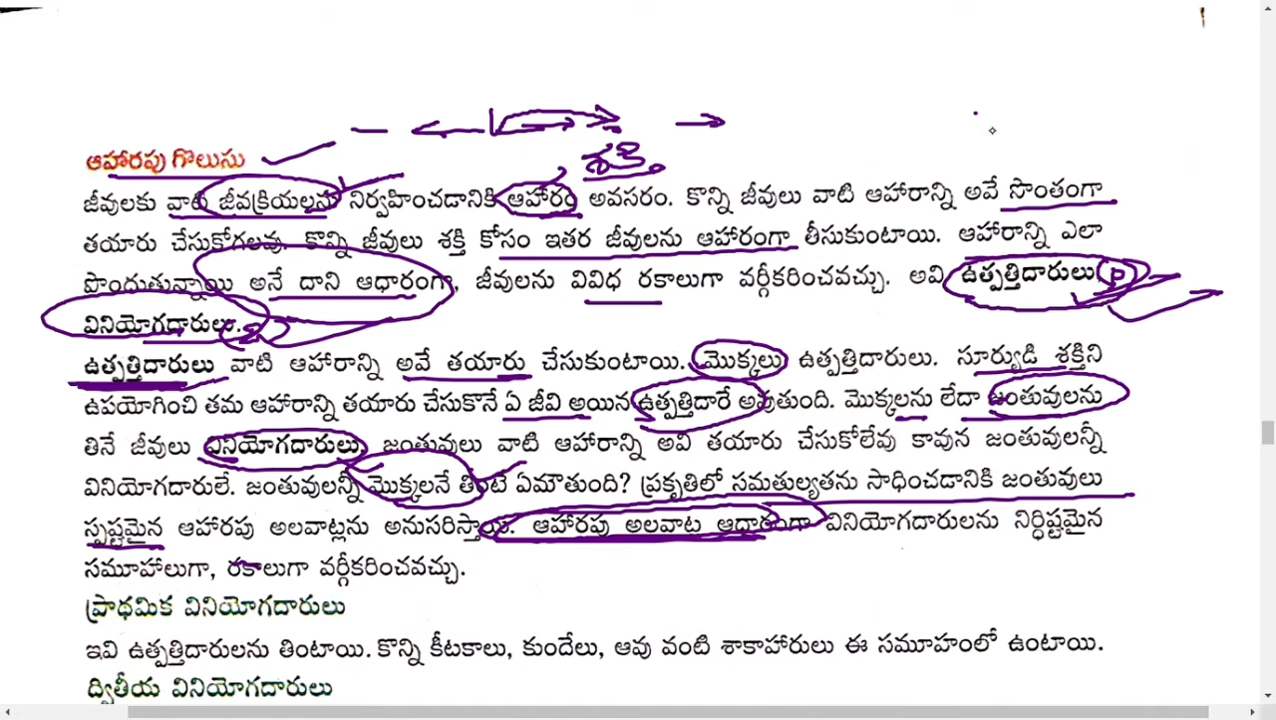 శక్తి
ఆహారపు గొలుసు
జీవులకు వాటి జీవక్రియలను నిర్వహించడానికి ఆహారం అవసరం. కొన్ని జీవులు వాటి ఆహారాన్ని అవే సొంతంగా
తయారు చేసుకోగలవు. కొన్ని జీవులు శక్తి కోసం ఇతర జీవులను ఆహారంగా తీసుకుంటాయి. ఆహారాన్ని ఎలా
పొందుతున్నాయి అనే దాని ఆధారంగా, జీవులను వివిధ రకాలుగా వర్గీకరించవచ్చు. అవి ఉత్పత్తిదారులు P
వినియోగదారులు.
ఉత్పత్తిదారులు వాటి ఆహారాన్ని అవే తయారు చేసుకుంటాయి. మొక్కలు ఉత్పత్తిదారులు. సూర్యుడి శక్తిని
ఉపయోగించి తమ ఆహారాన్ని తయారు చేసుకొనే ఏ జీవి అయిన ఉత్పత్తిదారే అవుతుంది. మొక్కలను లేదా జంతువులను
తినే జీవులు వినియోగదారులు. జంతువులు వాటి ఆహారాన్ని అవి తయారు చేసుకోలేవు కావున జంతువులన్నీ
వినియోగదారులే. జంతువులన్నీ మొక్కలనే తింటే ఏమౌతుంది? ప్రకృతిలో సమతుల్యతను సాధించడానికి జంతువులు
స్పష్టమైన ఆహారపు అలవాట్లను అనుసరిస్తాయి. ఆహారపు అలవాట ఆధారంగా వినియోగదారులను నిర్ధిష్టమైన
సమూహాలుగా, రకాలుగా వర్గీకరించవచ్చు.
ప్రాథమిక వినియోగదారులు
ఇవి ఉత్పత్తిదారులను తింటాయి. కొన్ని కీటకాలు, కుందేలు, ఆవు వంటి శాకాహారులు ఈ సమూహంలో ఉంటాయి.
ద్వితీయ వినియోగదారులు